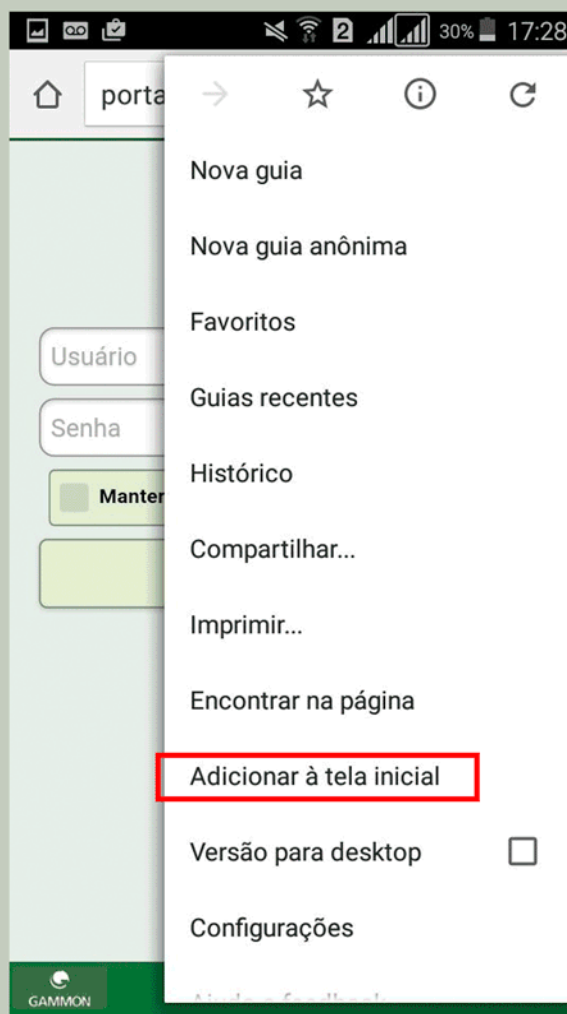 2
30%
17:28
porta
Nova guia
Nova guia anônima
Favoritos
Usuário
Guias recentes
Senha
Histórico
Manter
Compartilhar...
Imprimir...
Encontrar na página
Adicionar à tela inicial
Versão para desktop
Configurações
GAMMON